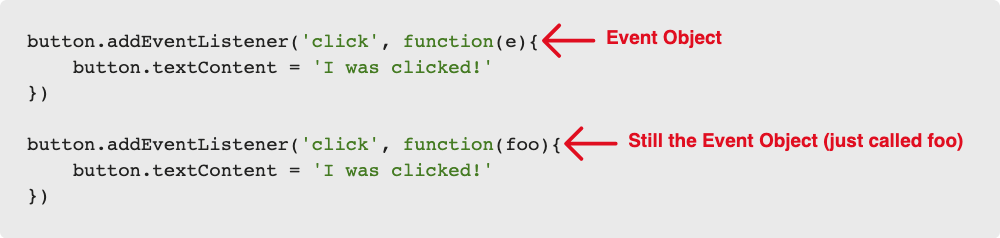 button.addEventListener('click', function(e){ Event Object
    button.textContent = 'I was clicked!'
})
button.addEventListener('click', function(foo){ Still the Event Object (just called foo)
    button.textContent = 'I was clicked!'
})